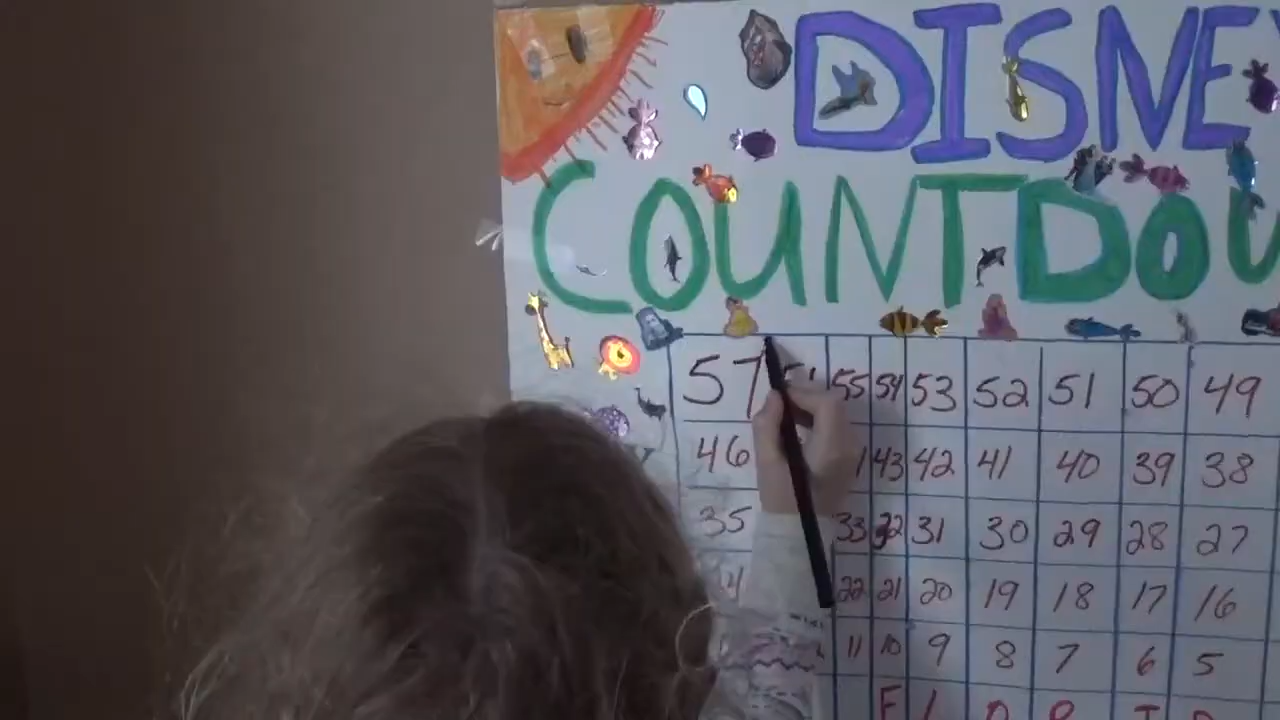 DISNEY
COUNTDOU
57 55 54 53 52 51 50 49
46 43 42 41 40 39 38
35 33 32 31 30 29 28 27
22 21 20 19 18 17 16
11 10 9 8 7 6 5
F L O R I D